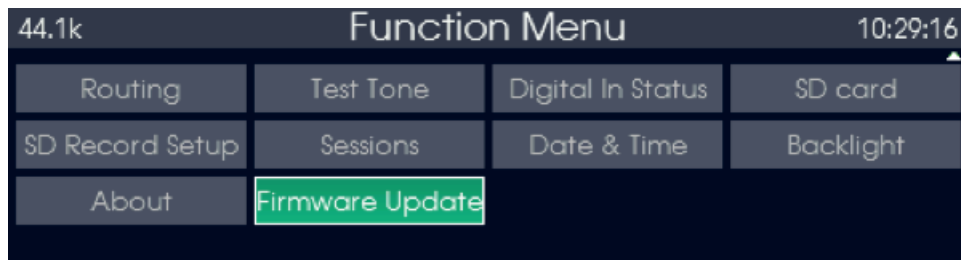 44.1k Function Menu 10:29:16
Routing Test Tone Digital In Status SD card
SD Record Setup Sessions Date & Time Backlight
About Firmware Update